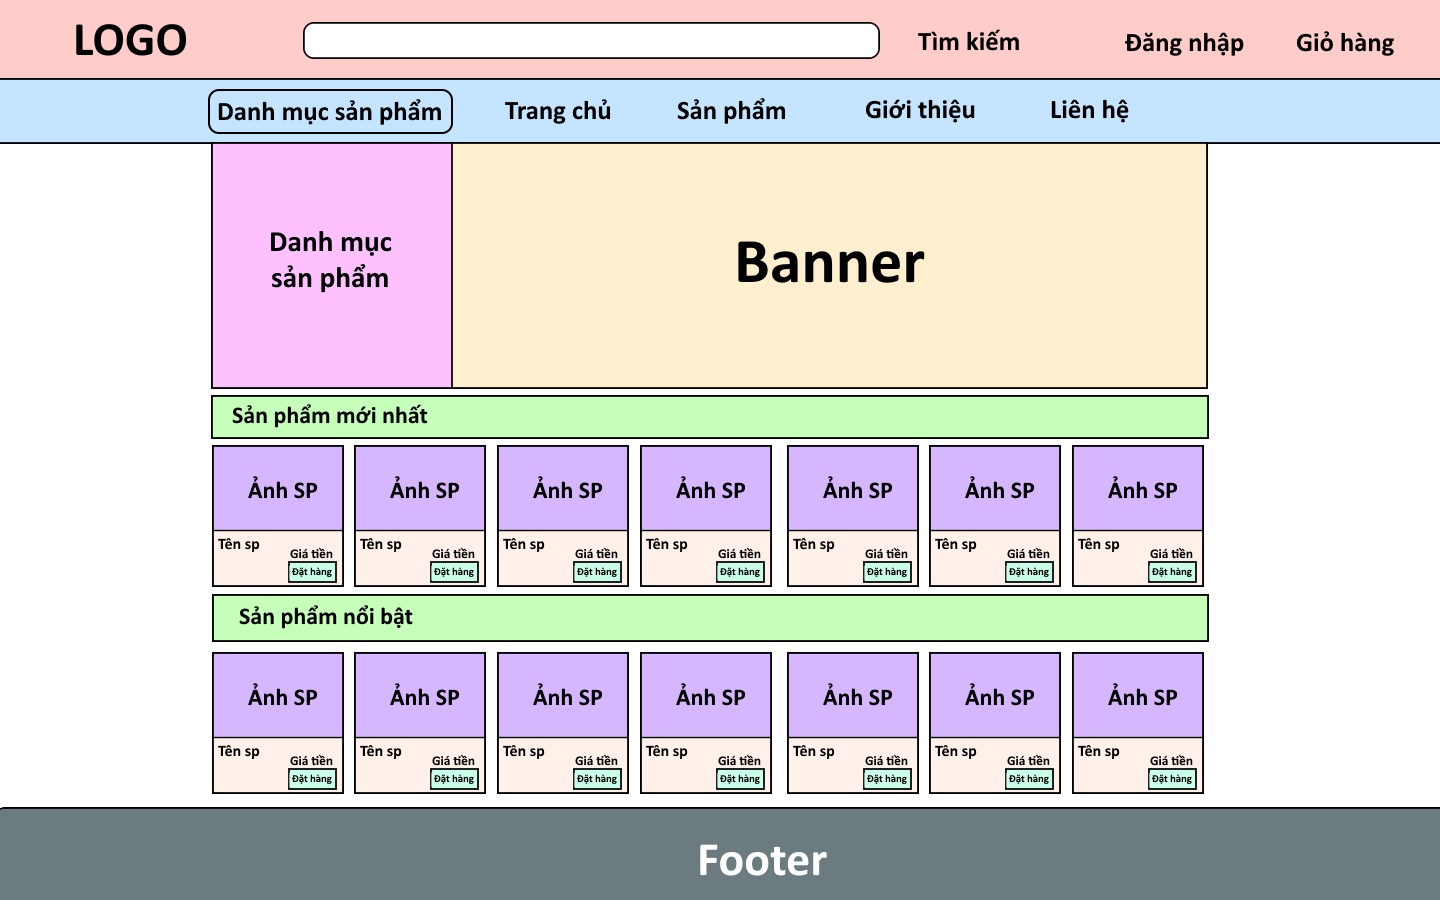 LOGO
Tìm kiếm
Đăng nhập
Giỏ hàng
Danh mục sản phẩm
Trang chủ
Sản phẩm
Giới thiệu
Liên hệ
Danh mục
sản phẩm
Banner
Sản phẩm mới nhất
Ảnh SP
Tên sp
Giá tiền
Đặt hàng
Ảnh SP
Tên sp
Giá tiền
Đặt hàng
Ảnh SP
Tên sp
Giá tiền
Đặt hàng
Ảnh SP
Tên sp
Giá tiền
Đặt hàng
Ảnh SP
Tên sp
Giá tiền
Đặt hàng
Ảnh SP
Tên sp
Giá tiền
Đặt hàng
Ảnh SP
Tên sp
Giá tiền
Đặt hàng
Sản phẩm nổi bật
Ảnh SP
Tên sp
Giá tiền
Đặt hàng
Ảnh SP
Tên sp
Giá tiền
Đặt hàng
Ảnh SP
Tên sp
Giá tiền
Đặt hàng
Ảnh SP
Tên sp
Giá tiền
Đặt hàng
Ảnh SP
Tên sp
Giá tiền
Đặt hàng
Ảnh SP
Tên sp
Giá tiền
Đặt hàng
Ảnh SP
Tên sp
Giá tiền
Đặt hàng
Footer